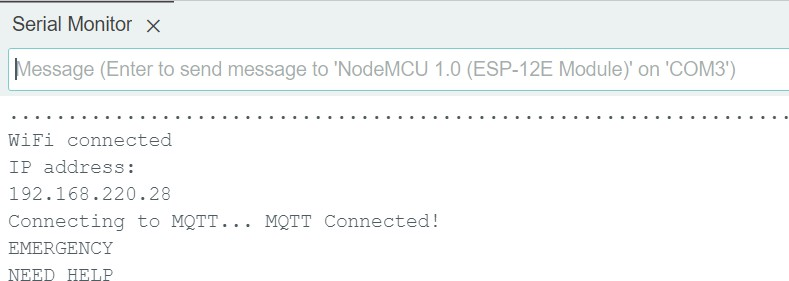 Serial Monitor ×
Message (Enter to send message to 'NodeMCU 1.0 (ESP-12E Module)' on 'COM3')
....................................................................
WiFi connected
IP address:
192.168.220.28
Connecting to MQTT... MQTT Connected!
EMERGENCY
NEED HELP